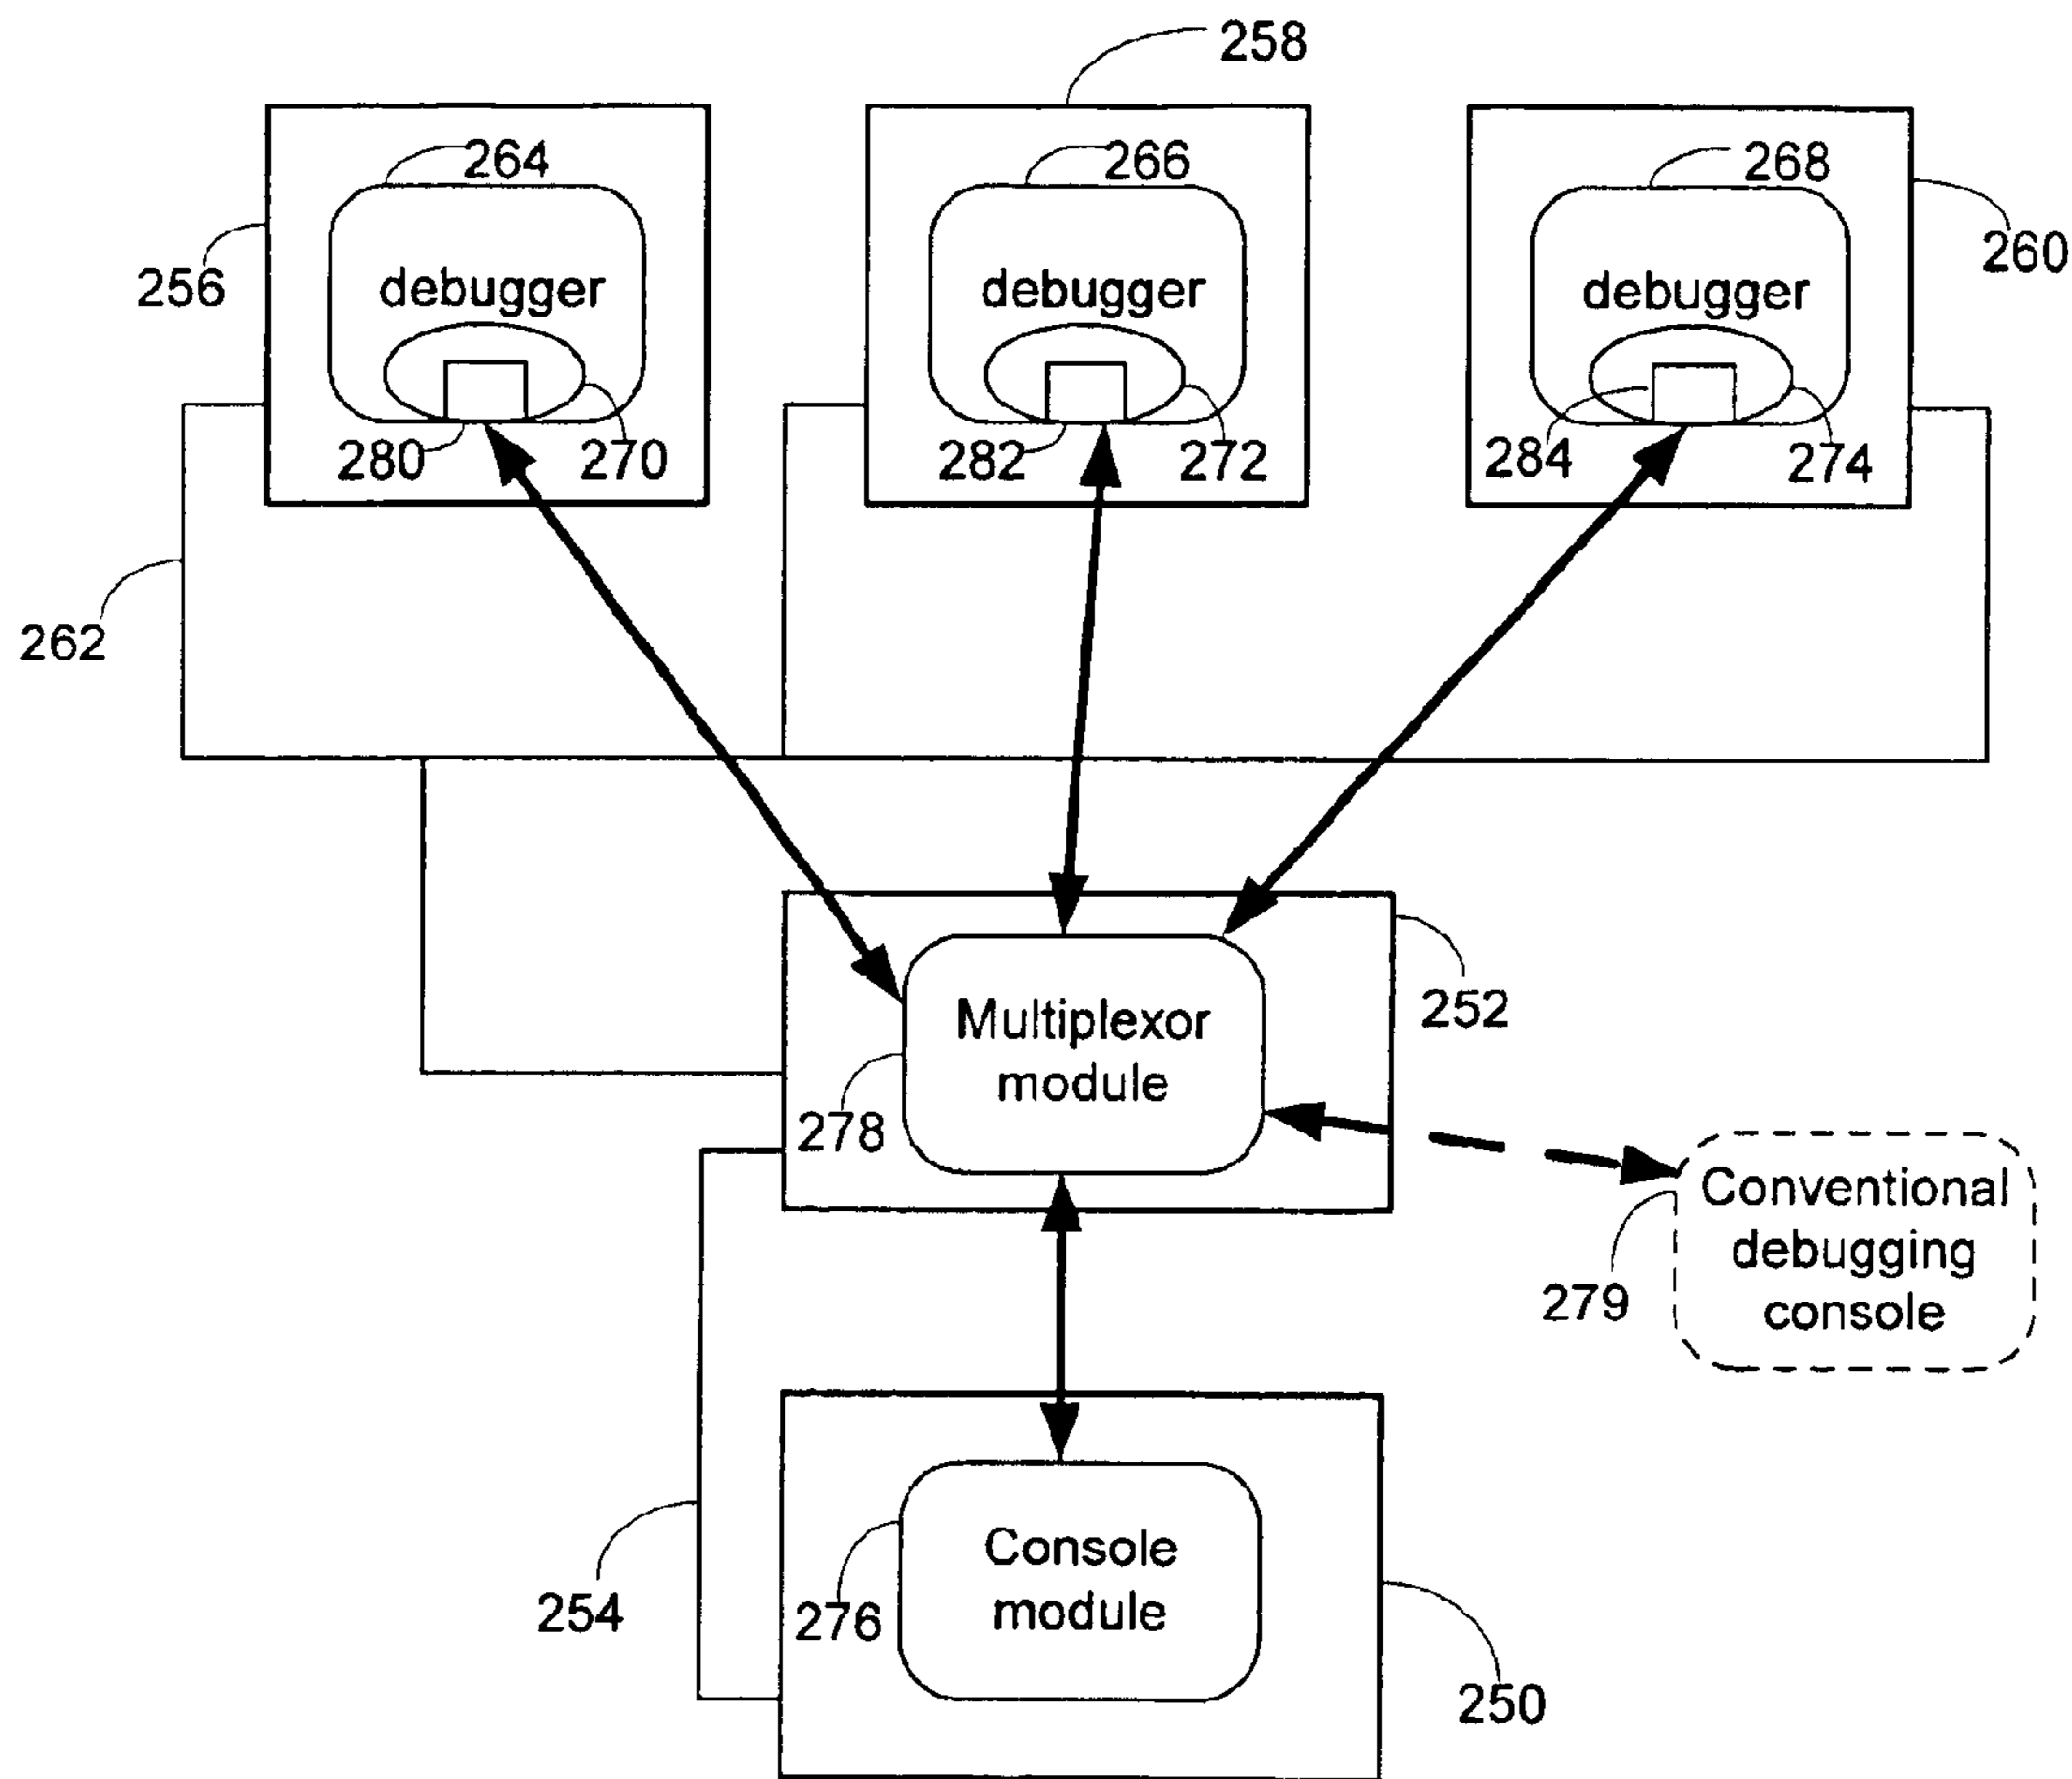 258
264
266
268
256
260
debugger
debugger
debugger
280
270
282
272
284
274
262
252
Multiplexor
module
278
Conventional
debugging
console
279
Console
module
254
276
250